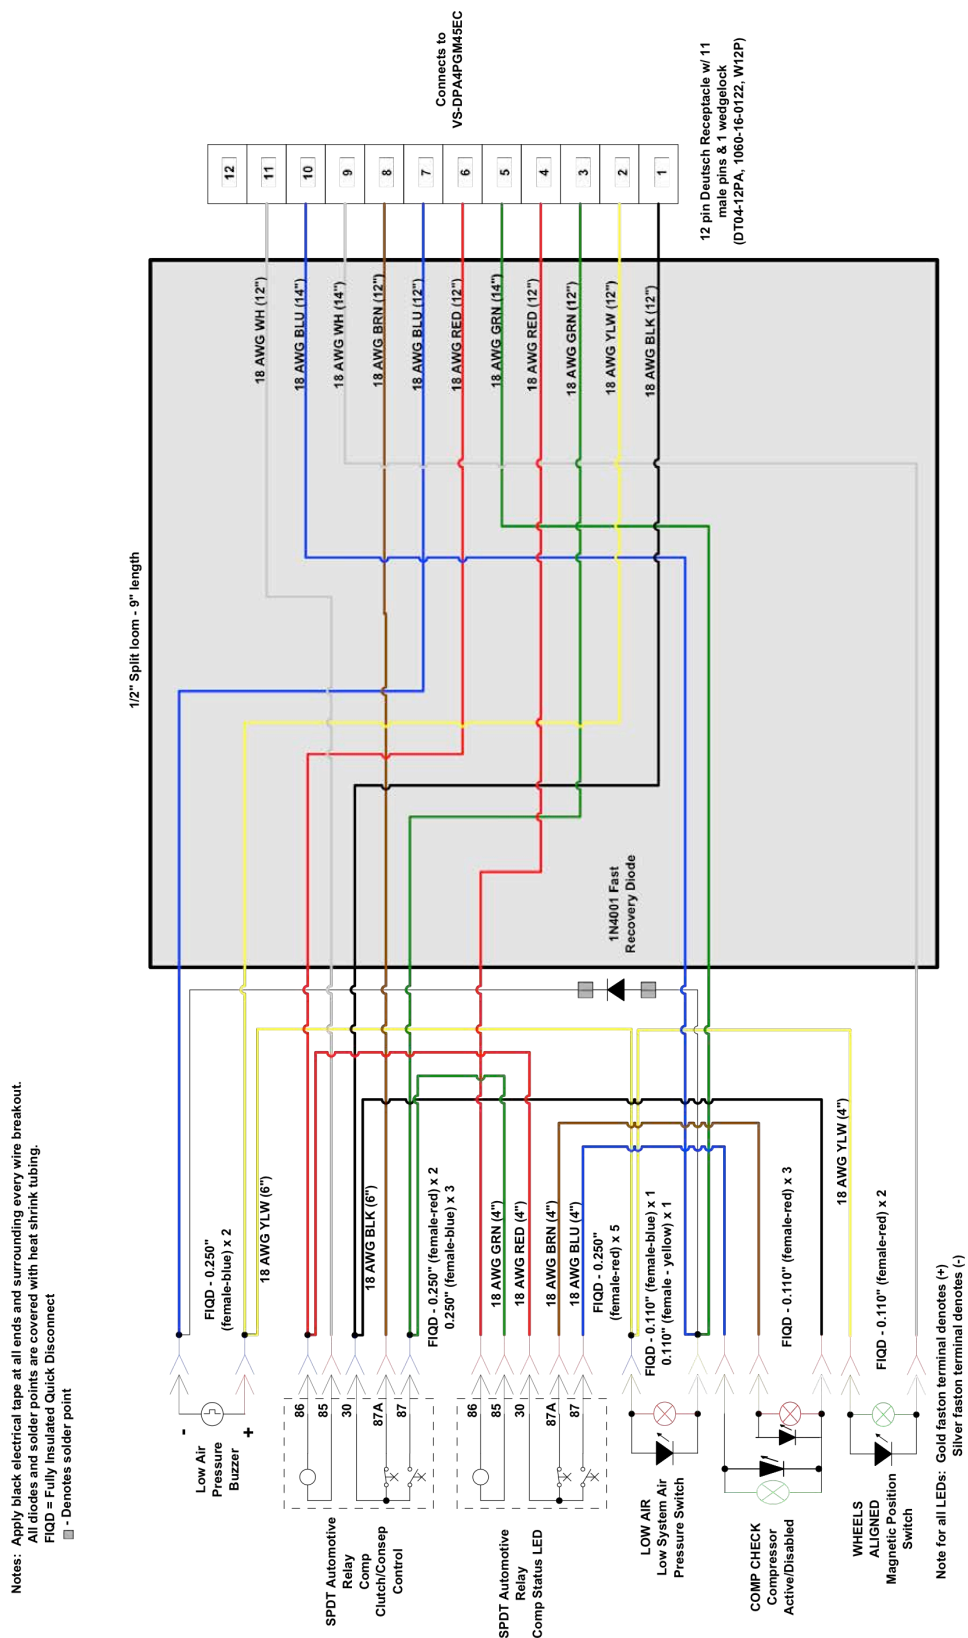 Notes: Apply black electrical tape at all ends and surrounding every wire breakout.
All diodes and solder points are covered with heat shrink tubing.
FIQD = Fully Insulated Quick Disconnect
- Denotes solder point
1/2" Split loom - 9" length
Connects to
VS-DPA4PGM45EC
12 pin Deutsch Receptacle w/ 11
male pins & 1 wedgelock
(DT04-12PA, 1060-16-0122, W12P)
12
11
10
9
8
7
6
5
4
3
2
1
18 AWG WH (12")
18 AWG BLU (14")
18 AWG WH (14")
18 AWG BRN (12")
18 AWG BLU (12")
18 AWG RED (12")
18 AWG GRN (14")
18 AWG RED (12")
18 AWG GRN (12")
18 AWG YLW (12")
18 AWG BLK (12")
1N4001 Fast
Recovery Diode
FIQD - 0.250"
(female-blue) x 2
18 AWG YLW (6")
18 AWG BLK (6")
FIQD - 0.250" (female-red) x 2
0.250" (female-blue) x 3
18 AWG GRN (4")
18 AWG RED (4")
18 AWG BRN (4")
18 AWG BLU (4")
FIQD - 0.250"
(female-red) x 5
FIQD - 0.110" (female-blue) x 1
0.110" (female - yellow) x 1
FIQD - 0.110" (female-red) x 3
18 AWG YLW (4")
FIQD - 0.110" (female-red) x 2
-
+
Low Air
Pressure
Buzzer
86
85
30
87A
87
SPDT Automotive
Relay
Comp
Clutch/Consep
Control
86
85
30
87A
87
SPDT Automotive
Relay
Comp Status LED
LOW AIR
Low System Air
Pressure Switch
COMP CHECK
Compressor
Active/Disabled
WHEELS
ALIGNED
Magnetic Position
Switch
Note for all LEDs: Gold faston terminal denotes (+)
Silver faston terminal denotes (-)